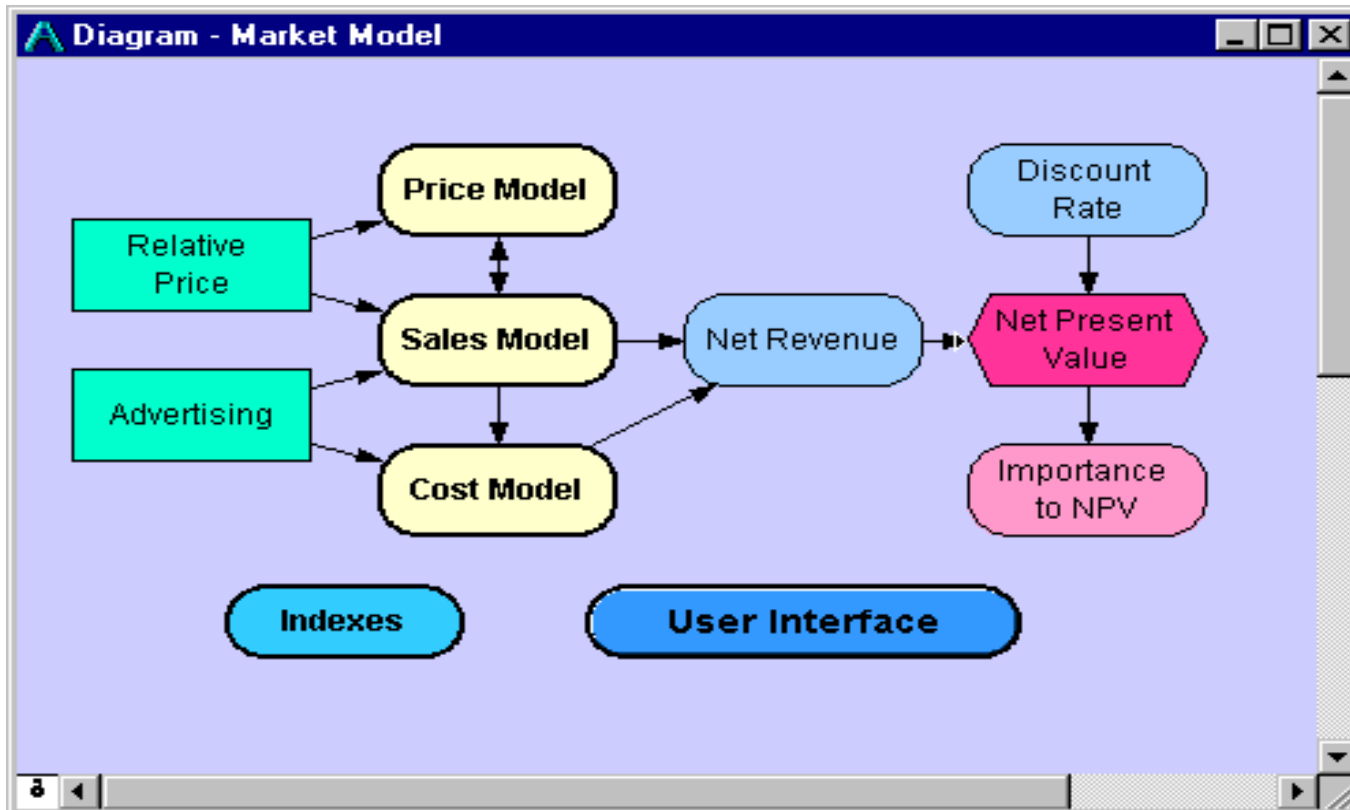 Diagram - Market Model
Price Model
Discount
Rate
Relative
Price
Sales Model
Net Revenue
Net Present
Value
Advertising
Cost Model
Importance
to NPV
Indexes
User Interface